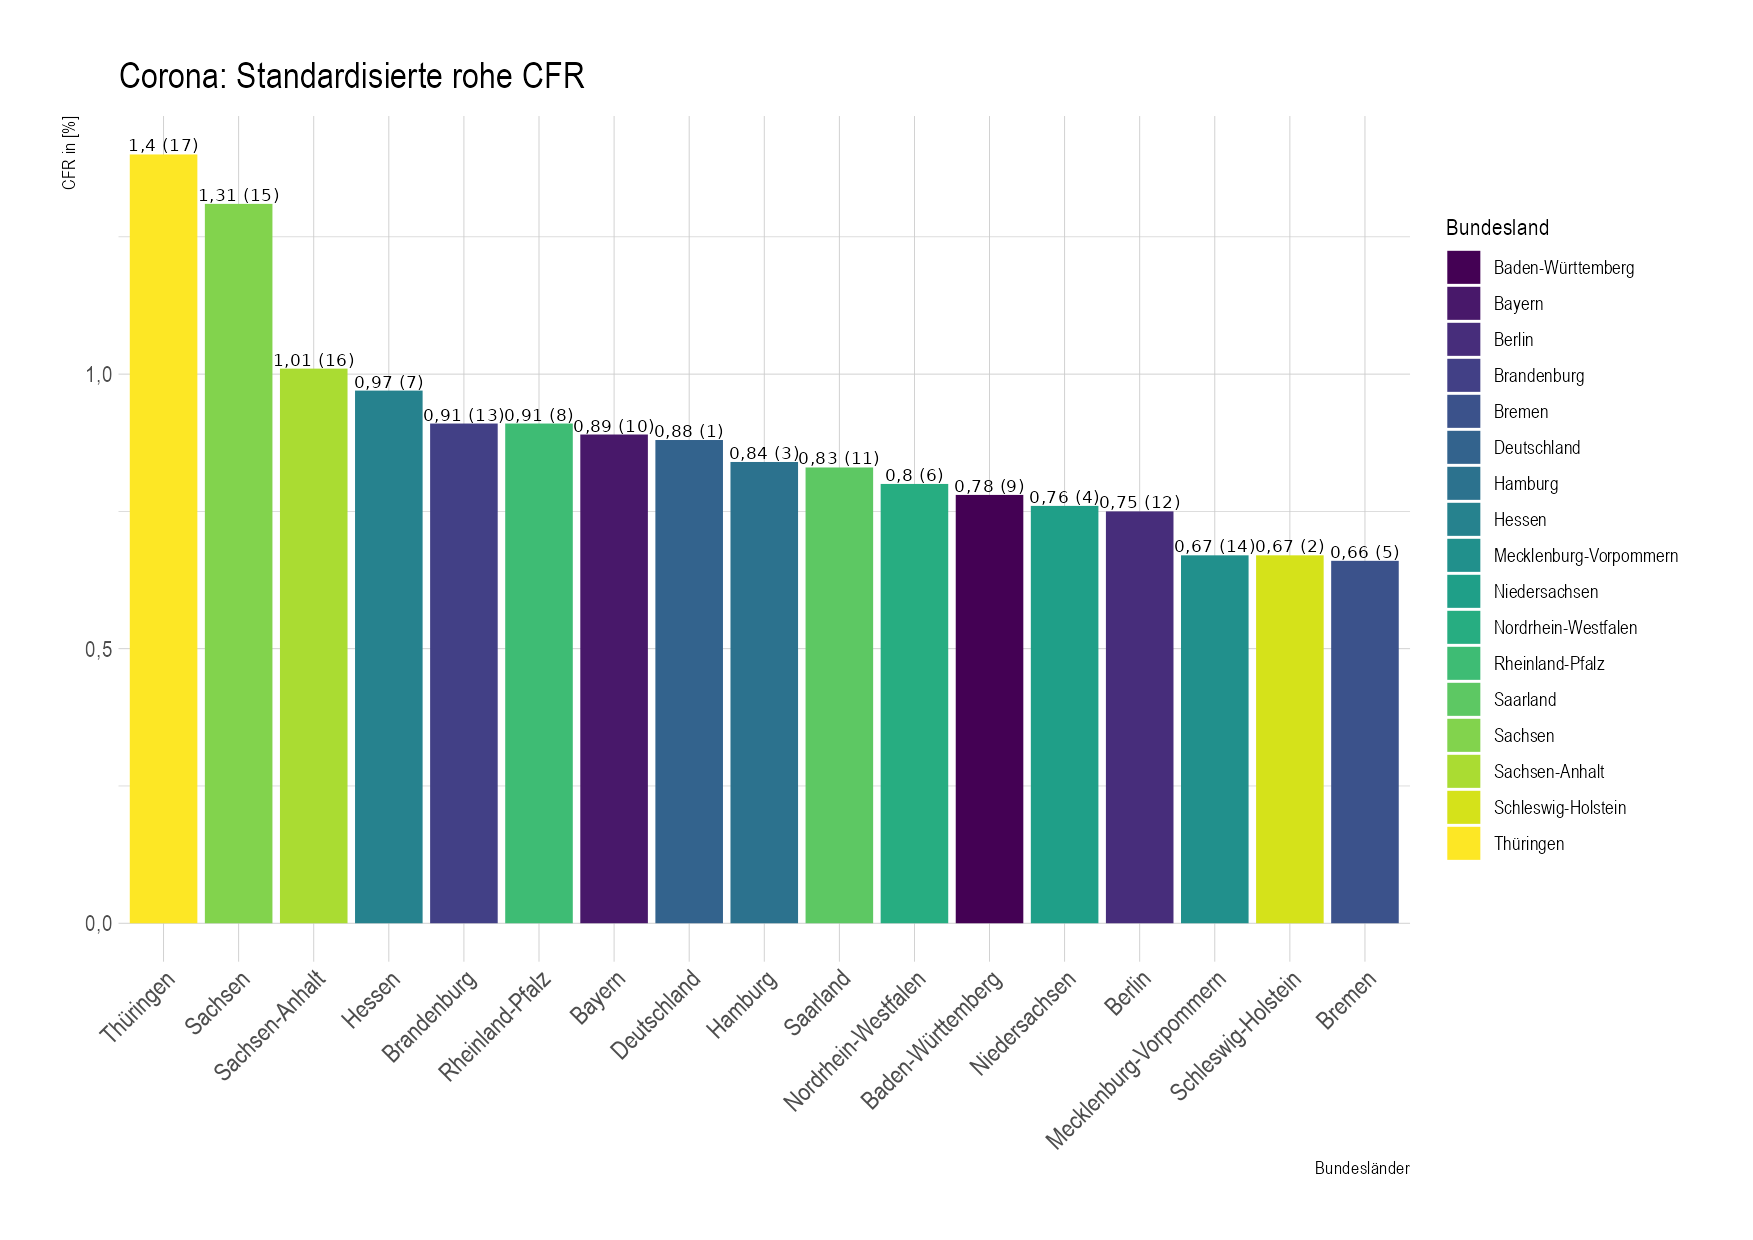 Corona: Standardisierte rohe CFR
CFR in [%]
1,4 (17)
1,31 (15)
1,01 (16)
0,97 (7)
0,91 (13)
0,91 (8)
0,89 (10)
0,88 (1)
0,84 (3)
0,83 (11)
0,8 (6)
0,78 (9)
0,76 (4)
0,75 (12)
0,67 (14)
0,67 (2)
0,66 (5)
1,0
0,5
0,0
Thüringen
Sachsen
Sachsen-Anhalt
Hessen
Brandenburg
Rheinland-Pfalz
Bayern
Deutschland
Hamburg
Saarland
Nordrhein-Westfalen
Baden-Württemberg
Niedersachsen
Berlin
Mecklenburg-Vorpommern
Schleswig-Holstein
Bremen
Bundesländer
Bundesland
Baden-Württemberg
Bayern
Berlin
Brandenburg
Bremen
Deutschland
Hamburg
Hessen
Mecklenburg-Vorpommern
Niedersachsen
Nordrhein-Westfalen
Rheinland-Pfalz
Saarland
Sachsen
Sachsen-Anhalt
Schleswig-Holstein
Thüringen